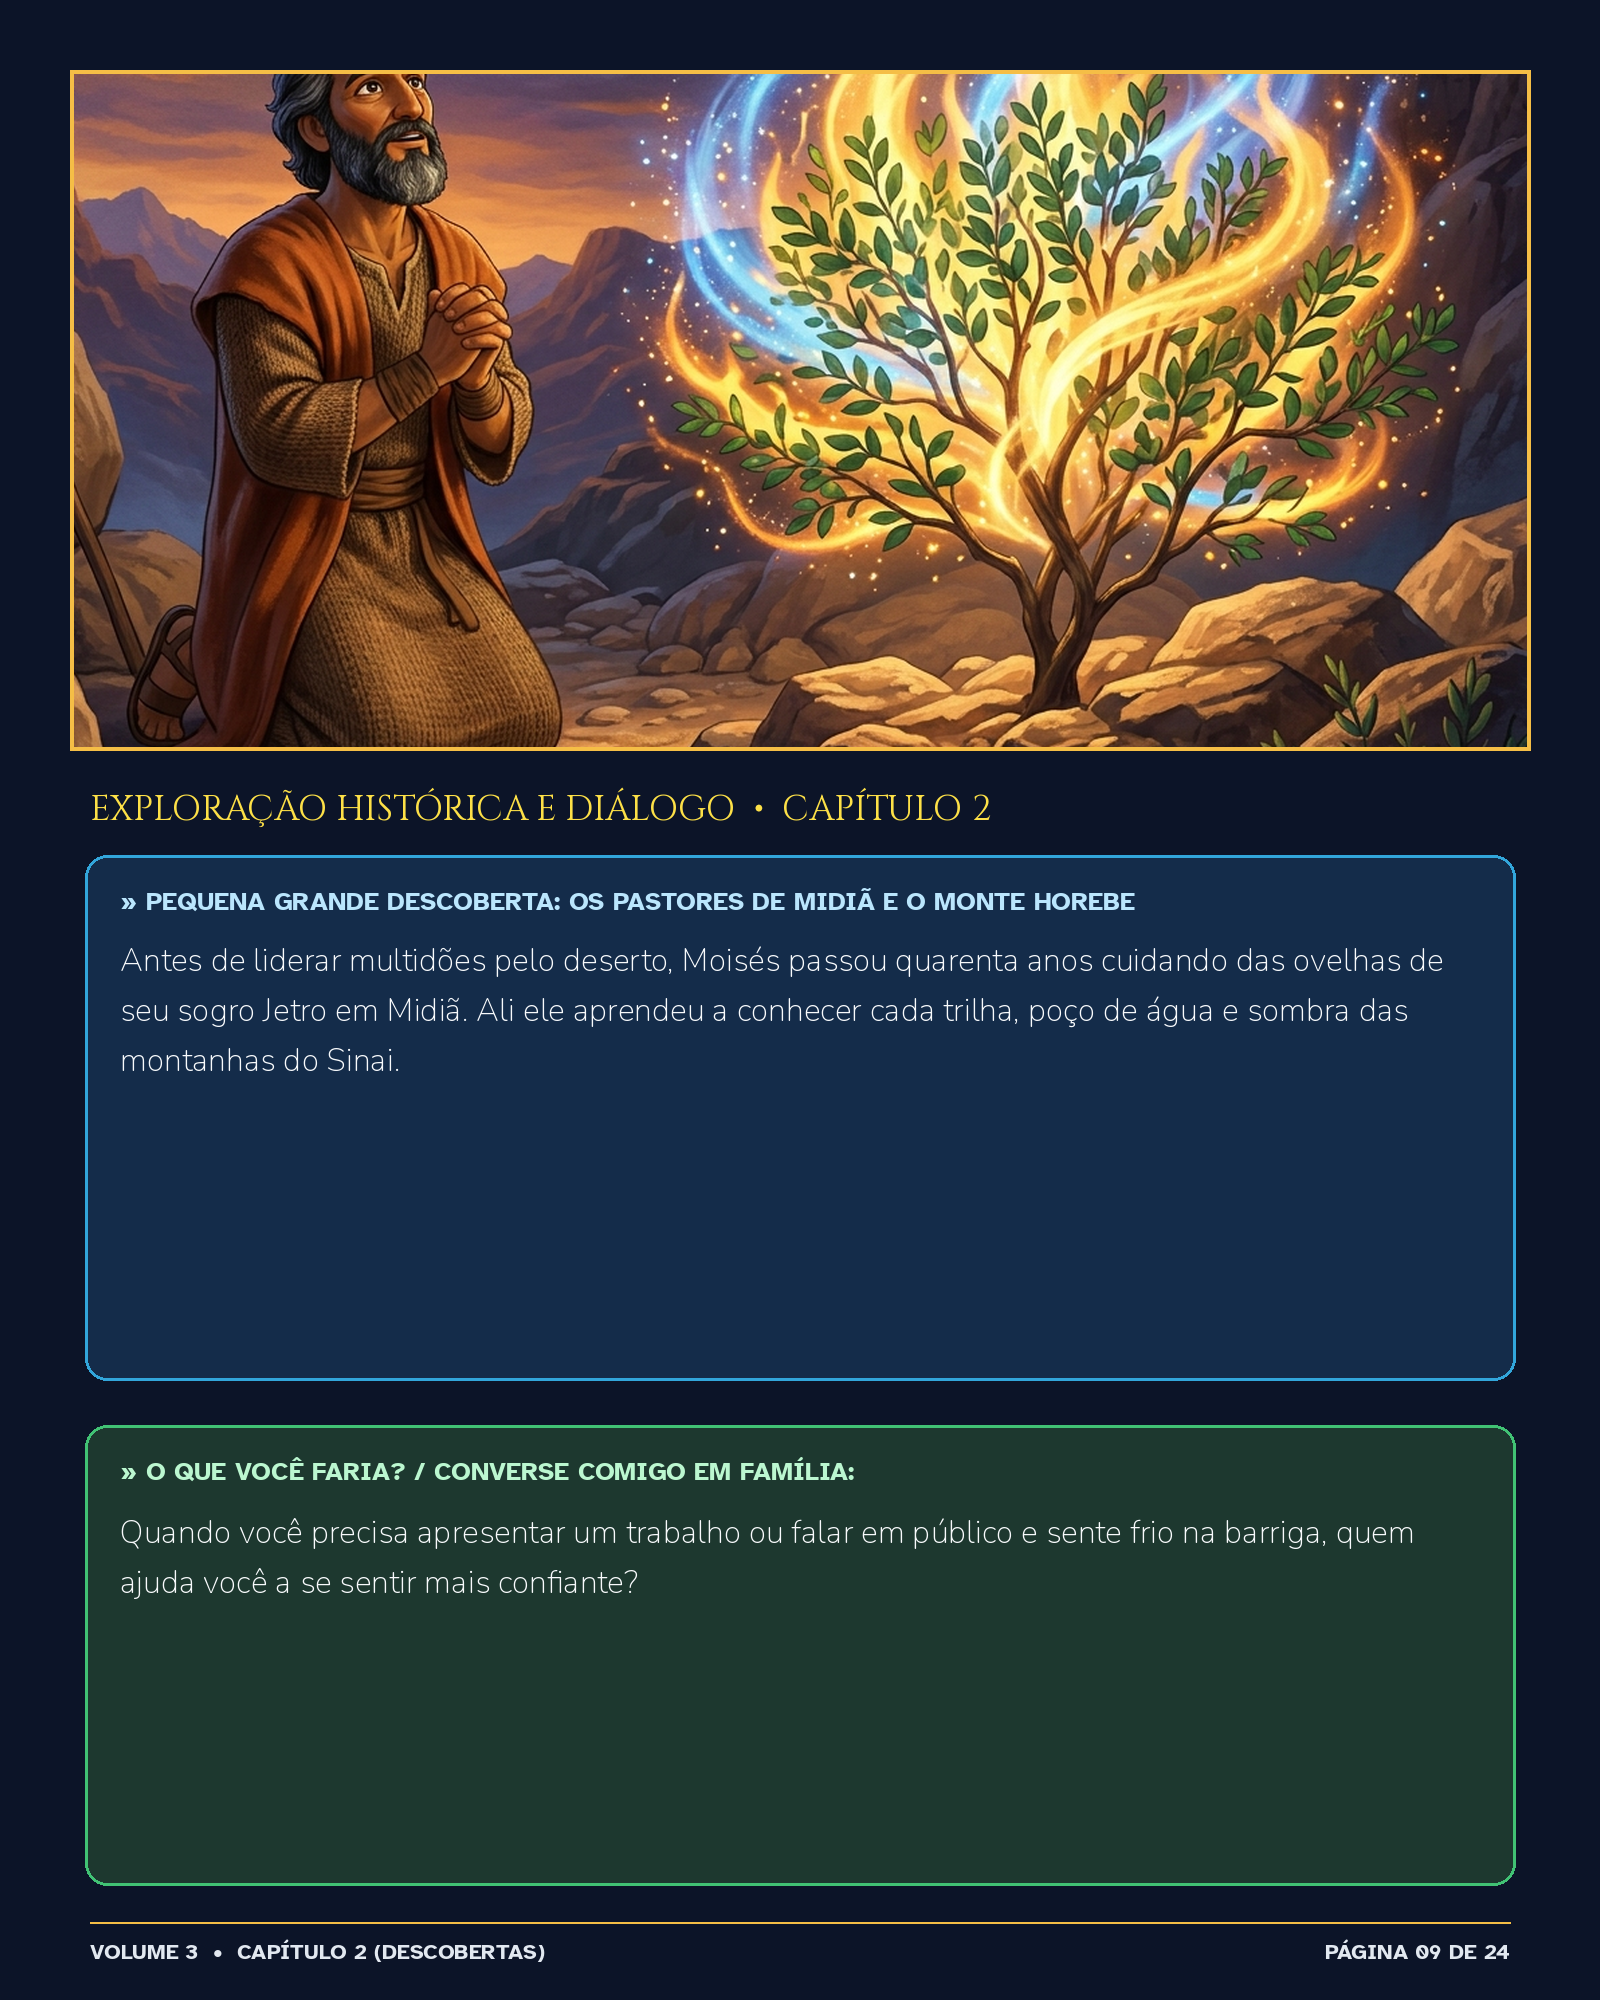 EXPLORAÇÃO HISTÓRICA E DIÁLOGO • CAPÍTULO 2
» PEQUENA GRANDE DESCOBERTA: OS PASTORES DE MIDIÃ E O MONTE HOREBE
Antes de liderar multidões pelo deserto, Moisés passou quarenta anos cuidando das ovelhas de
seu sogro Jetro em Midiã. Ali ele aprendeu a conhecer cada trilha, poço de água e sombra das
montanhas do Sinai.
» O QUE VOCÊ FARIA? / CONVERSE COMIGO EM FAMÍLIA:
Quando você precisa apresentar um trabalho ou falar em público e sente frio na barriga, quem
ajuda você a se sentir mais confiante?
VOLUME 3 • CAPÍTULO 2 (DESCOBERTAS)
PÁGINA 09 DE 24